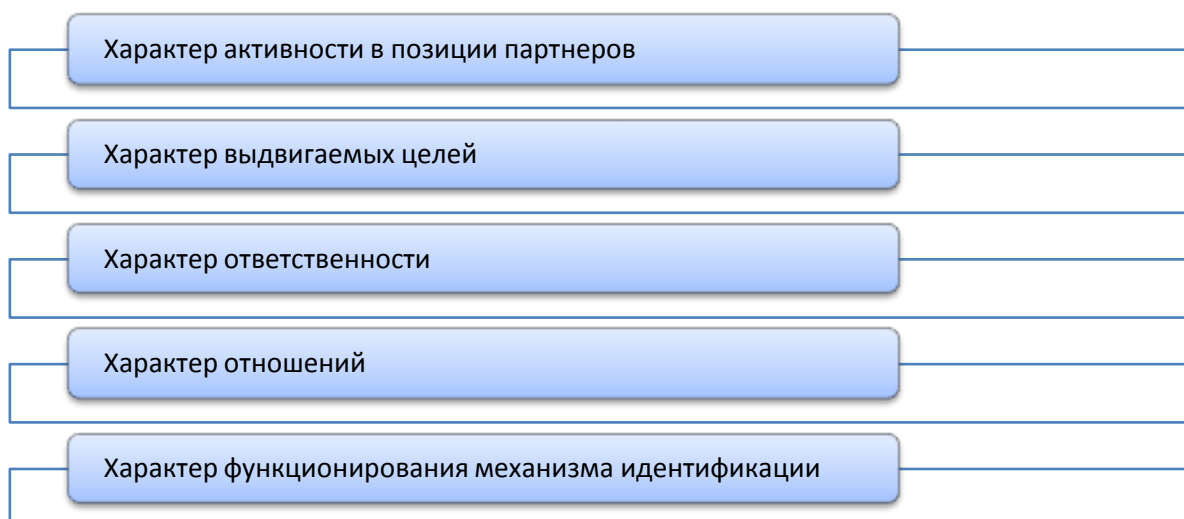 Характер активности в позиции партнеров
Характер выдвигаемых целей
Характер ответственности
Характер отношений
Характер функционирования механизма идентификации